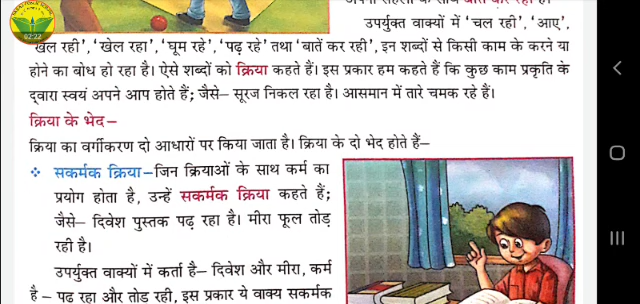 उपर्युक्त वाक्यों में 'चल रही', 'आए',
'खेल रही', 'खेल रहा', 'घूम रहे', 'पढ़ रहे' तथा 'बातें कर रही', इन शब्दों से किसी काम के करने या
होने का बोध हो रहा है। ऐसे शब्दों को क्रिया कहते हैं। इस प्रकार हम कहते हैं कि कुछ काम प्रकृति के
द्वारा स्वयं अपने आप होते हैं; जैसे– सूरज निकल रहा है। आसमान में तारे चमक रहे हैं।
क्रिया के भेद–
क्रिया का वर्गीकरण दो आधारों पर किया जाता है। क्रिया के दो भेद होते हैं–
❖ सकर्मक क्रिया–जिन क्रियाओं के साथ कर्म का
प्रयोग होता है, उन्हें सकर्मक क्रिया कहते हैं;
जैसे– दिवेश पुस्तक पढ़ रहा है। मीरा फूल तोड़
रही है।
उपर्युक्त वाक्यों में कर्ता है– दिवेश और मीरा, कर्म
है – पढ़ रहा और तोड़ रही, इस प्रकार ये वाक्य सकर्मक
02:22